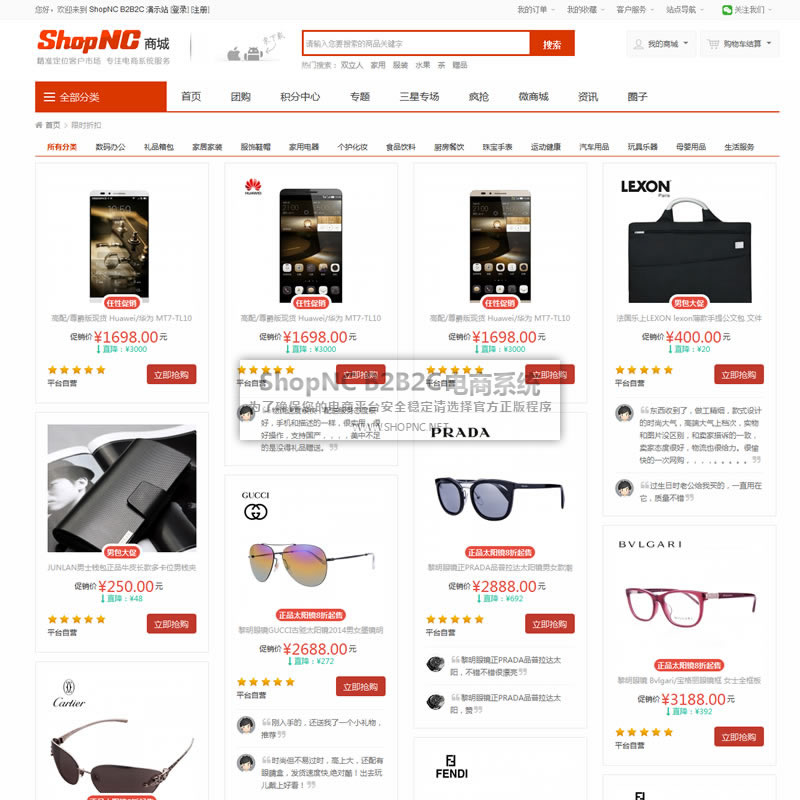 您好，欢迎来到 ShopNC B2B2C 演示站 [登录] [注册]
我的订单 我的收藏 客户服务 站点导航 关注我们
ShopNC 商城
精准定位客户市场 专注电商系统服务
请输入您要搜索的商品关键字 搜索
热门搜索： 双立人 家用 服装 水果 茶 赠品
我的商城 购物车结算
全部分类 首页 团购 积分中心 专题 三星专场 疯抢 微商城 资讯 圈子
首页 > 限时折扣
所有分类 数码办公 礼品箱包 家居家装 服饰鞋帽 家用电器 个护化妆 食品饮料 厨房餐饮 珠宝手表 运动健康 汽车用品 玩具乐器 母婴用品 生活服务
任性促销
高配/尊爵版现货 Huawei/华为 MT7-TL10
促销价¥1698.00元
直降：¥3000
平台自营 立即抢购
HUAWEI
任性促销
高配/尊爵版现货 Huawei/华为 MT7-TL10
促销价¥1698.00元
直降：¥3000
平台自营 立即抢购
任性促销
高配/尊爵版现货 Huawei/华为 MT7-TL10
促销价¥1698.00元
直降：¥3000
平台自营 立即抢购
LEXON
Paris
男包大促
法国乐上LEXON lexon薄款手提公文包 文件
促销价¥400.00元
直降：¥20
平台自营 立即抢购
ShopNC B2B2C电商系统
为了确保您的电商平台安全稳定请选择官方正版程序
WWW.SHOPNC.NET
好，手机和描述的一样，很
好操作，支持国产，，，，美中不足
的是没得礼品赠送。
东西收到了，做工精细，款式设计
的时尚大气，高端大气上档次，实物
和图片没区别，和卖家描诉的一致，
卖家态度很好，物流也很给力。很愉
快的一次网购，，。。。。。。。
过生日时老公给我买的，一直用在
它，质量不错
男包大促
JUNLAN男士钱包正品牛皮长款多卡位男钱夹
促销价¥250.00元
直降：¥48
平台自营 立即抢购
GUCCI
正品太阳镜8折起售
黎明眼镜GUCCI古驰太阳镜2014男女墨镜明
促销价¥2688.00元
直降：¥272
平台自营 立即抢购
刚入手的，还送我了一个小礼物，
推荐
时尚但不易过时，高上大，还配有
眼镜盒，发货速度快,绝对酷！出去玩
儿戴上好看！
PRADA
正品太阳镜8折起售
黎明眼镜正PRADA品普拉达太阳镜男女款潮
促销价¥2888.00元
直降：¥692
平台自营 立即抢购
黎明眼镜正PRADA品普拉达太
阳，不错不错很漂亮
黎明眼镜正PRADA品普拉达太
阳，赞
BVLGARI
正品太阳镜8折起售
黎明眼镜 Bvlgari/宝格丽眼镜框 女士全框板
促销价¥3188.00元
直降：¥392
平台自营 立即抢购
Cartier
FENDI